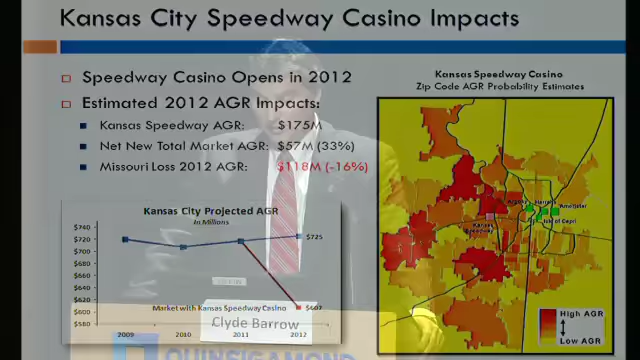 Kansas City Speedway Casino Impacts
Speedway Casino Opens in 2012
Estimated 2012 AGR Impacts:
Kansas Speedway AGR: $175M
Net New Total Market AGR: $57M (33%)
Missouri Loss 2012 AGR: $118M (-16%)
Kansas City Projected AGR
In Millions
$740
$720
$700
$680
$660
$640
$620
$600
$580
$725
$607
Market with Kansas Speedway Casino
2009 2010 2011 2012
Kansas Speedway Casino
Zip Code AGR Probability Estimates
Argosy
Harrahs
Ameristar
Isle of Capri
Kansas
Speedway
High AGR
Low AGR
Clyde Barrow
QUINSIGAMOND